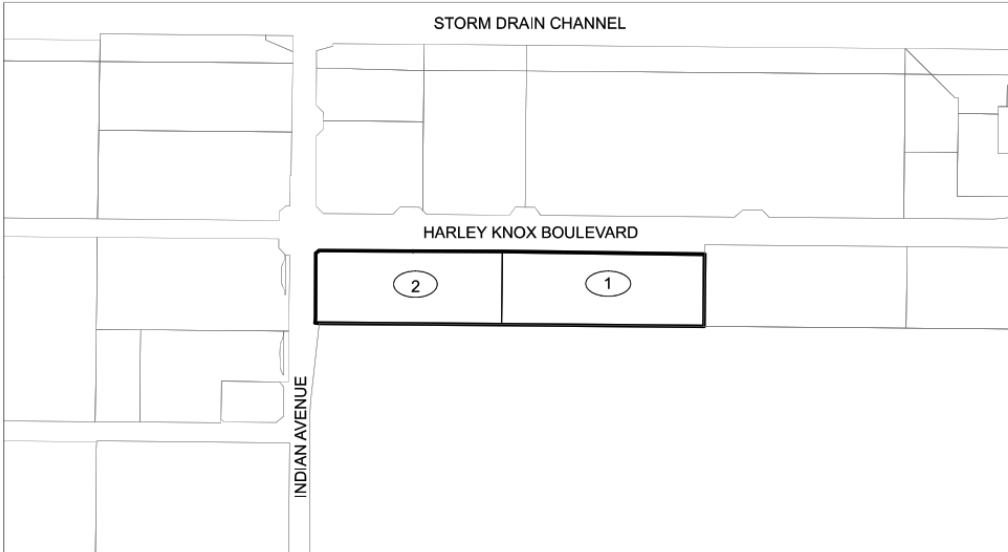 STORM DRAIN CHANNEL
HARLEY KNOX BOULEVARD
2
1
INDIAN AVENUE